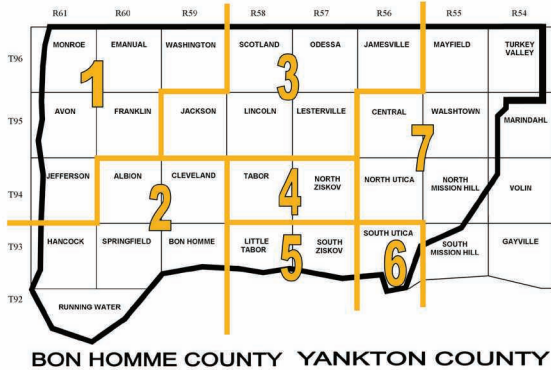 R61 R60 R59 R58 R57 R56 R55 R54
T96 MONROE EMANUAL WASHINGTON SCOTLAND ODESSA JAMESVILLE MAYFIELD TURKEY
VALLEY
1 3
T95 AVON FRANKLIN JACKSON LINCOLN LESTERVILLE CENTRAL WALSHTOWN MARINDAHL
7
T94 JEFFERSON ALBION CLEVELAND TABOR NORTH
ZISKOV NORTH UTICA NORTH
MISSION HILL VOLIN
2 4
T93 HANCOCK SPRINGFIELD BON HOMME LITTLE
TABOR SOUTH
ZISKOV SOUTH UTICA SOUTH
MISSION HILL GAYVILLE
5 6
T92 RUNNING WATER
BON HOMME COUNTY YANKTON COUNTY